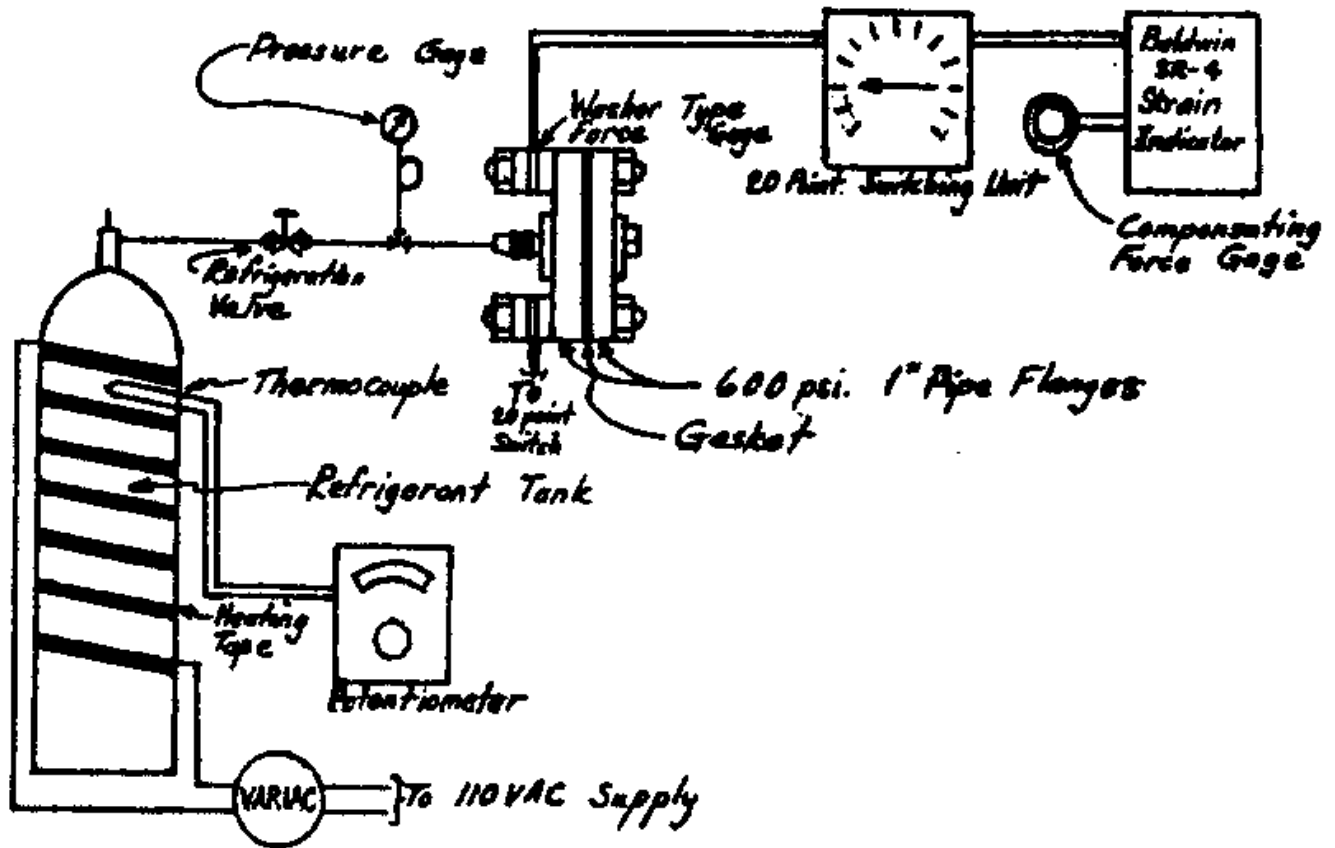 Pressure Gage
Washer Type
Force Gage
Baldwin
SR-4
Strain
Indicator
20 Point Switching Unit
Compensating
Force Gage
Refrigeration
Valve
Thermocouple
To
20 point
Switch
600 psi. 1" Pipe Flanges
Gasket
Refrigerant Tank
Heating
Tape
Potentiometer
VARIAC
To 110 VAC Supply